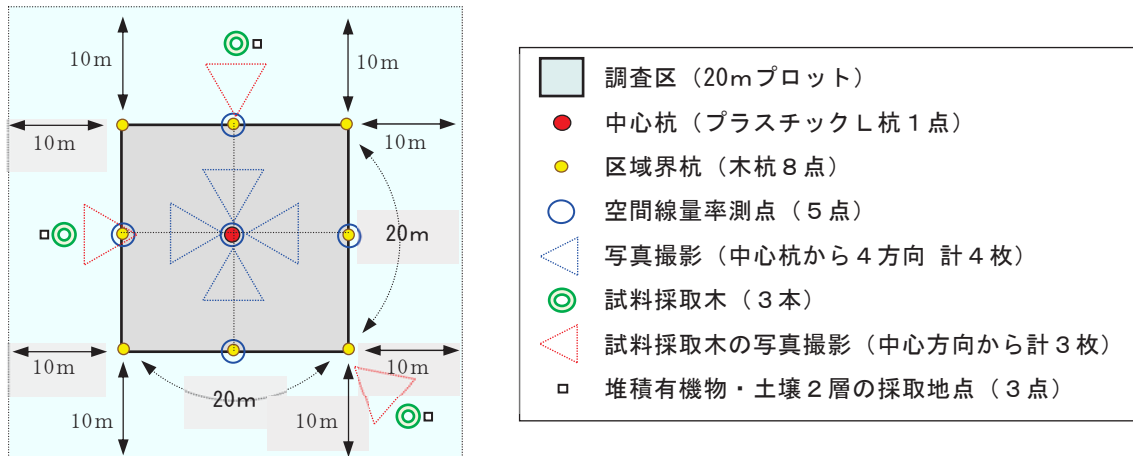 10m
10m
10m
10m
20m
10m
10m
10m
20m
10m
調査区（20mプロット）
中心杭（プラスチックＬ杭１点）
区域界杭（木杭８点）
空間線量率測点（５点）
写真撮影（中心杭から４方向 計４枚）
試料採取木（３本）
試料採取木の写真撮影（中心方向から計３枚）
堆積有機物・土壌２層の採取地点（３点）